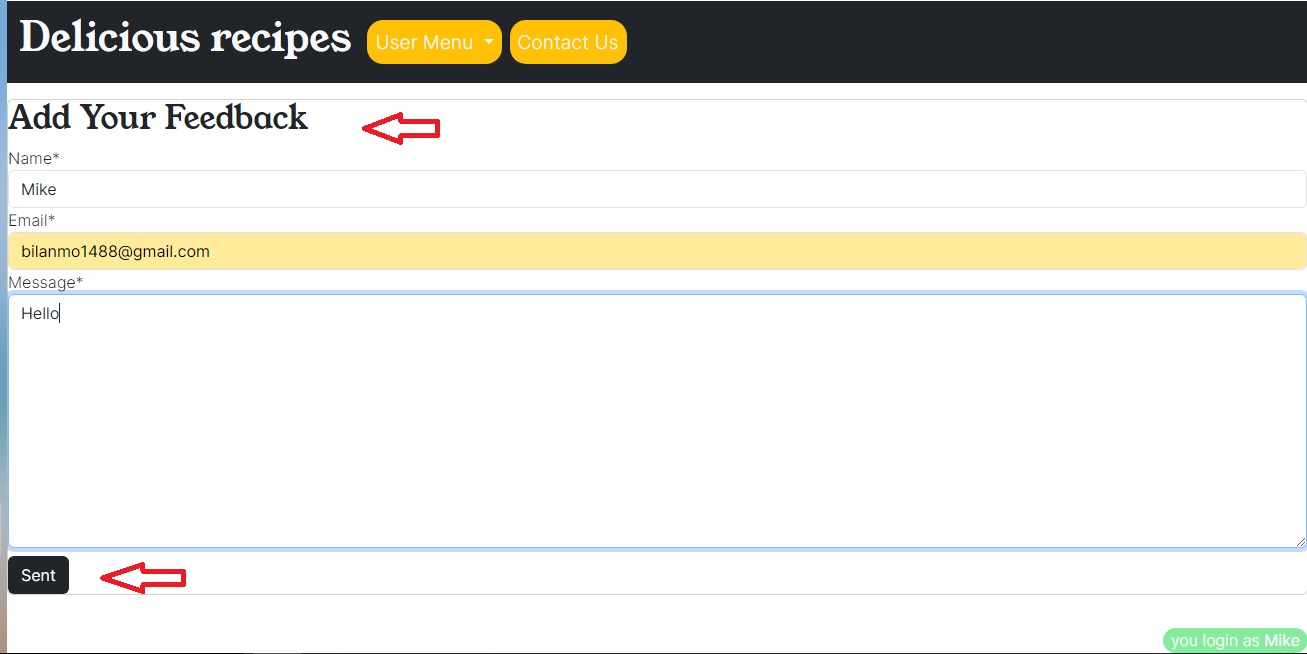 Delicious recipes User Menu Contact Us
Add Your Feedback
Name*
Mike
Email*
bilanmo1488@gmail.com
Message*
Hello
Sent
you login as Mike